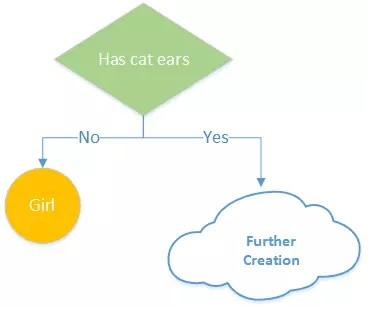 Has cat ears
No
Yes
Girl
Further
Creation